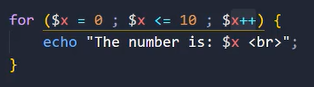 for ($x = 0 ; $x <= 10 ; $x++) {
    echo "The number is: $x <br>";
}